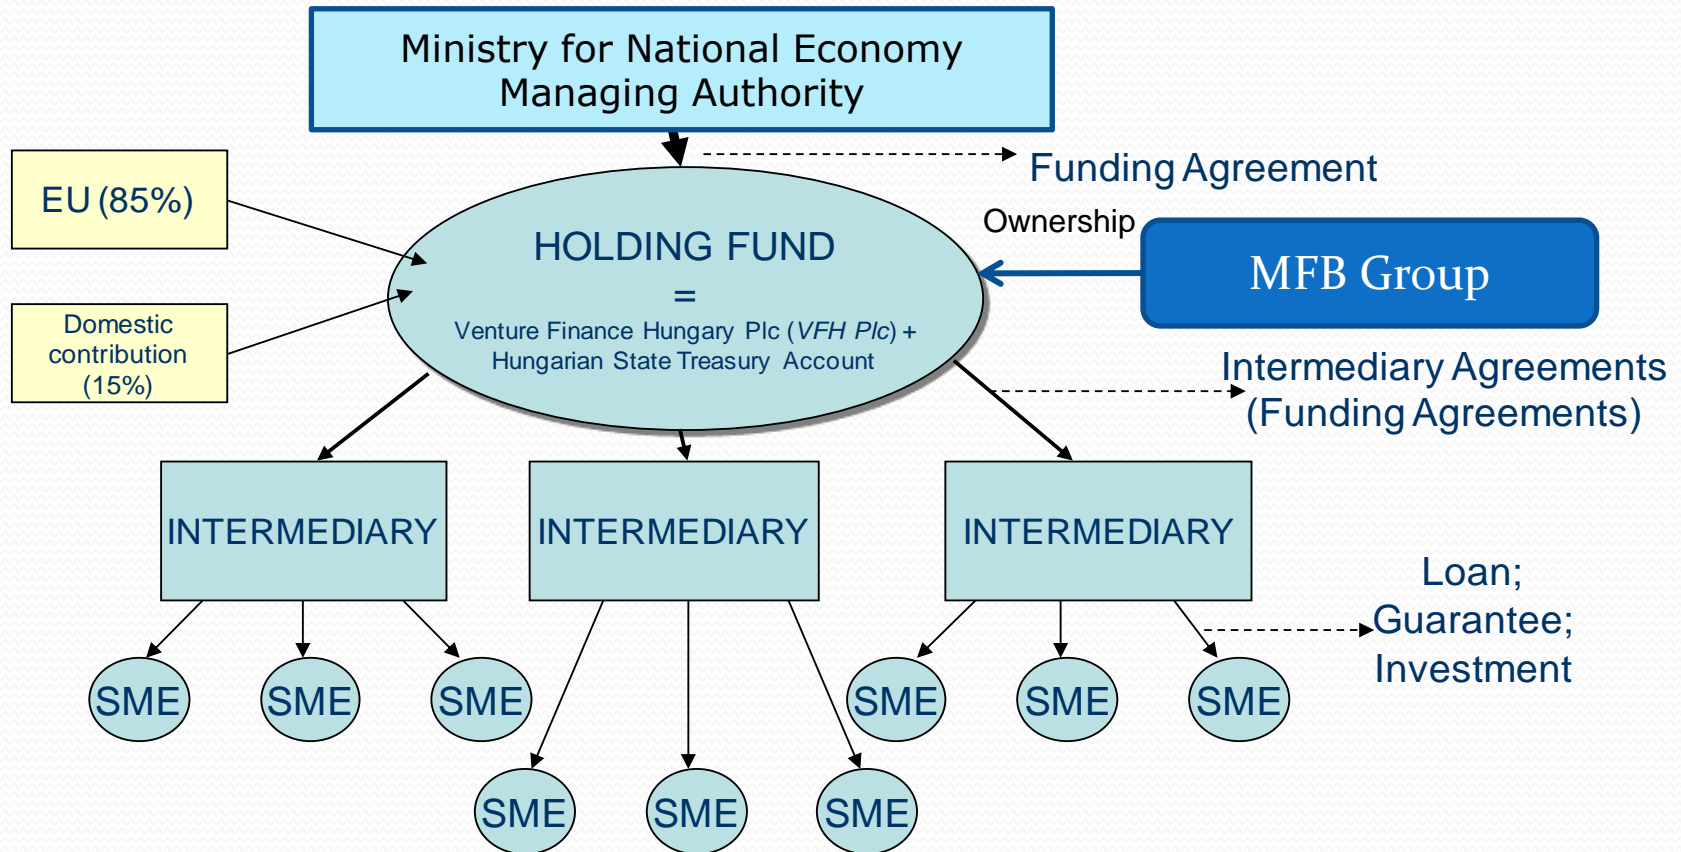 Ministry for National Economy
Managing Authority
Funding Agreement
EU (85%)
Ownership
HOLDING FUND
=
Venture Finance Hungary Plc (VFH Plc) +
Hungarian State Treasury Account
MFB Group
Domestic
contribution
(15%)
Intermediary Agreements
(Funding Agreements)
INTERMEDIARY
INTERMEDIARY
INTERMEDIARY
Loan;
Guarantee;
Investment
SME
SME
SME
SME
SME
SME
SME
SME
SME